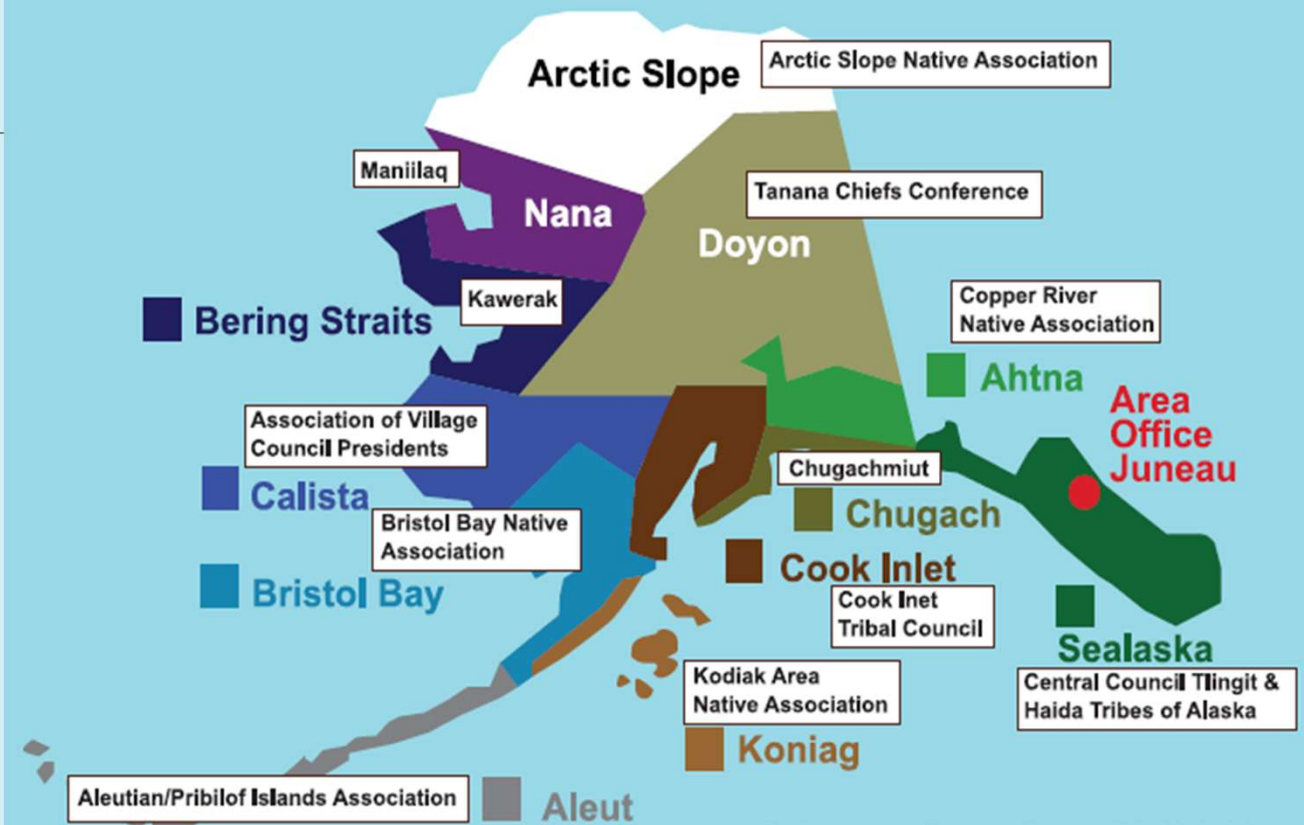 Arctic Slope
Arctic Slope Native Association
Maniilaq
Nana
Tanana Chiefs Conference
Doyon
Kawerak
Bering Straits
Copper River
Native Association
Ahtna
Area
Office
Juneau
Association of Village
Council Presidents
Calista
Chugachmiut
Chugach
Bristol Bay Native
Association
Bristol Bay
Cook Inlet
Cook Inet
Tribal Council
Sealaska
Central Council Tlingit &
Haida Tribes of Alaska
Kodiak Area
Native Association
Koniag
Aleutian/Pribilof Islands Association
Aleut